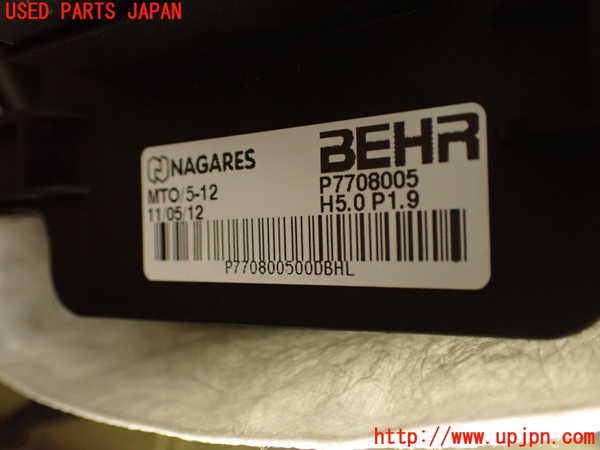 USED PARTS JAPAN
NAGARES
BEHR
MTO/5-12
P7708005
11/05/12
H5.0 P1.9
P770800500DBHL
http://www.upjpn.com/